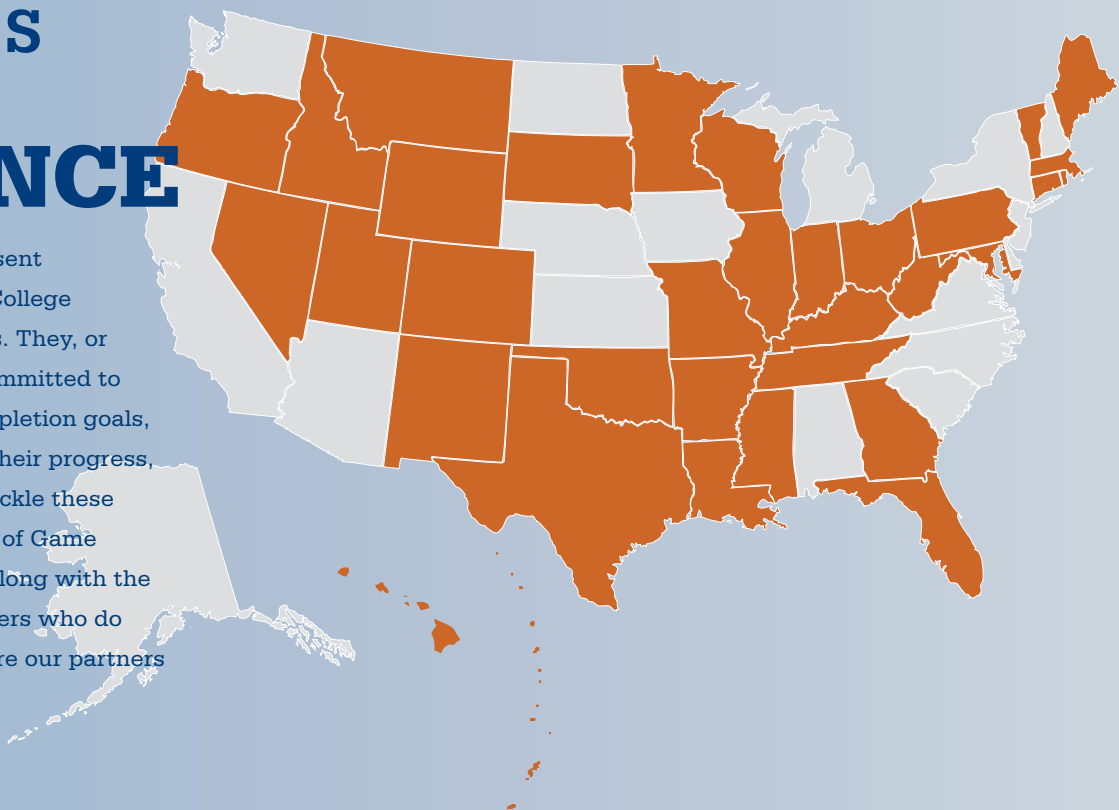 S
NCE
sent
College
s. They, or
mmitted to
pletion goals,
heir progress,
ckle these
of Game
long with the
ers who do
re our partners